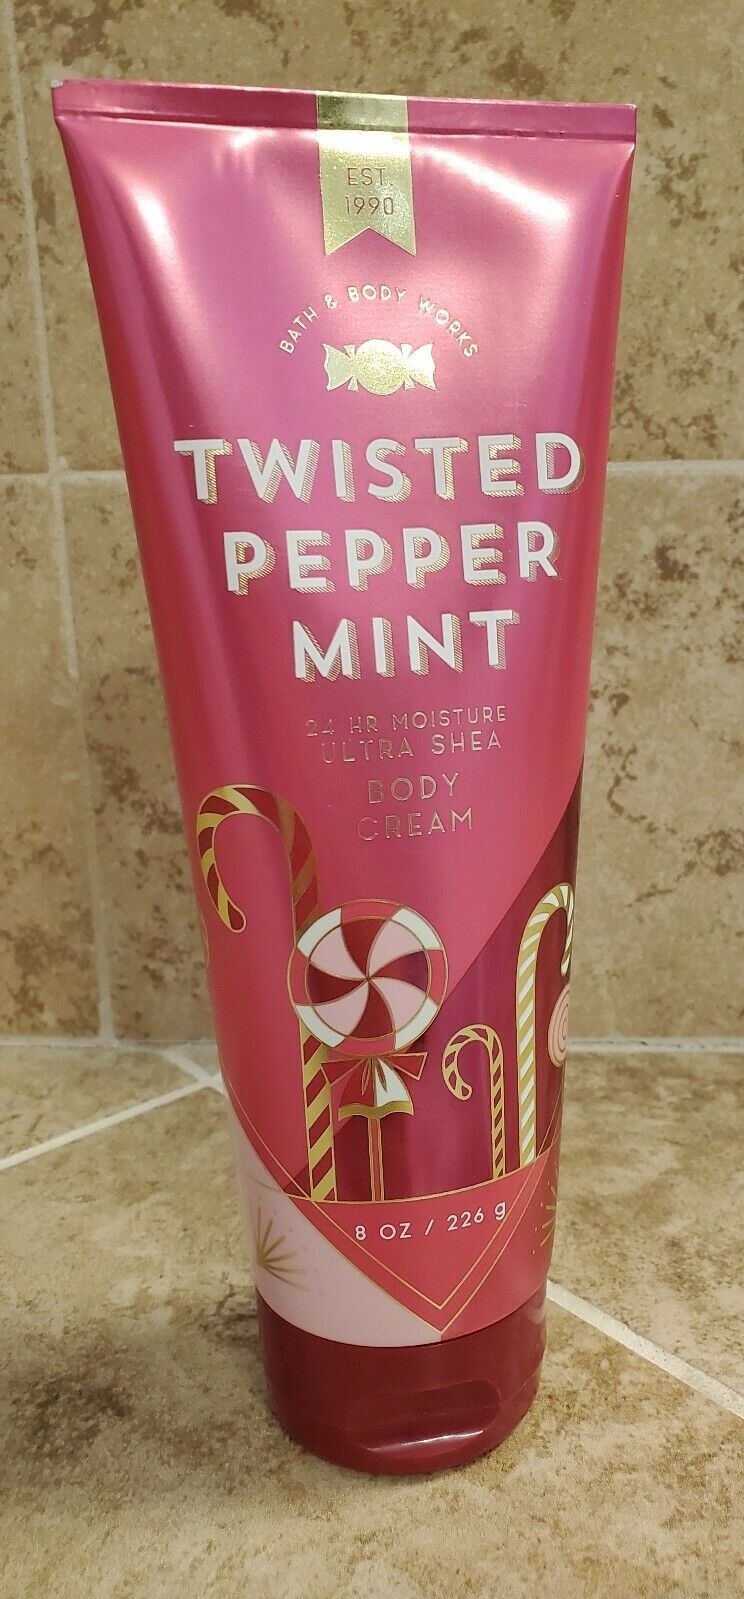 EST.
1990
BATH & BODY WORKS
TWISTED
PEPPER
MINT
24 HR MOISTURE
ULTRA SHEA
BODY
CREAM
8 OZ / 226 g